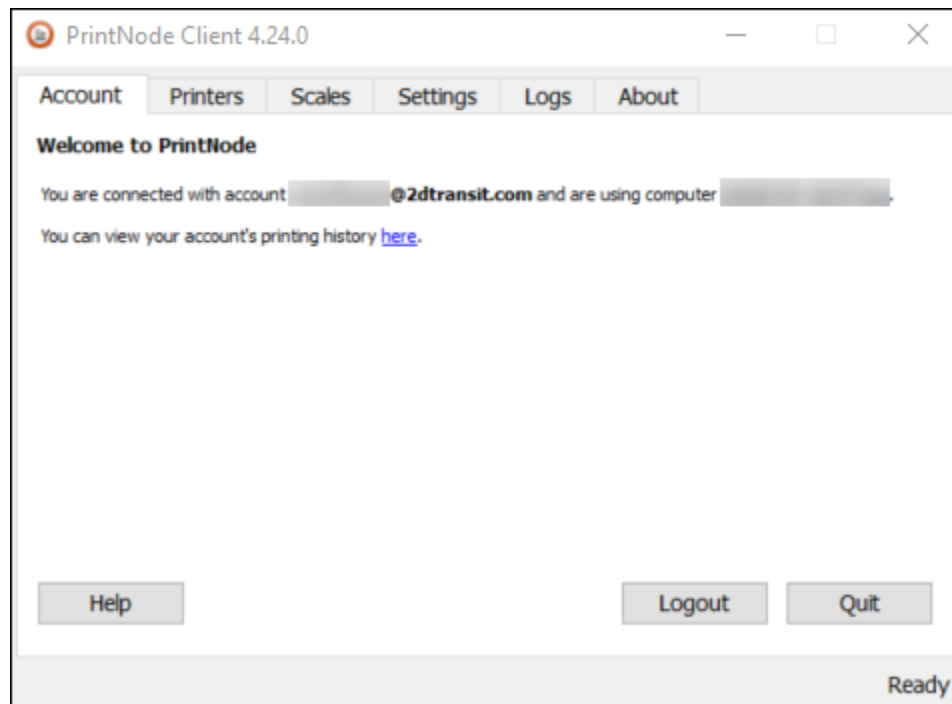 PrintNode Client 4.24.0
Account Printers Scales Settings Logs About
Welcome to PrintNode
You are connected with account @2dtransit.com and are using computer .
You can view your account's printing history here.
Help Logout Quit
Ready